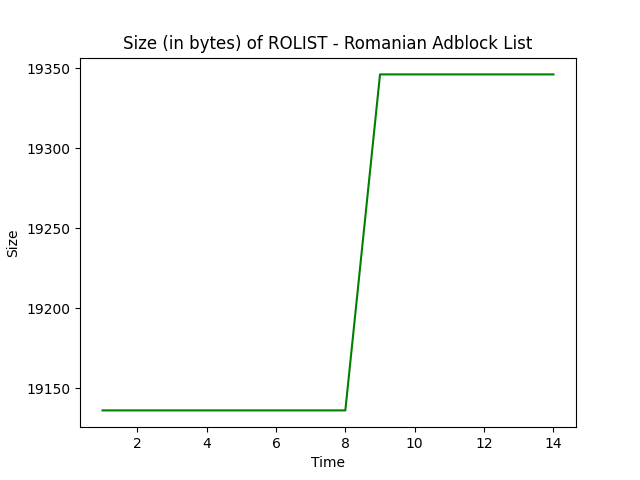 Size (in bytes) of ROLIST - Romanian Adblock List
19350
19300
19250
19200
19150
Size
2 4 6 8 10 12 14
Time